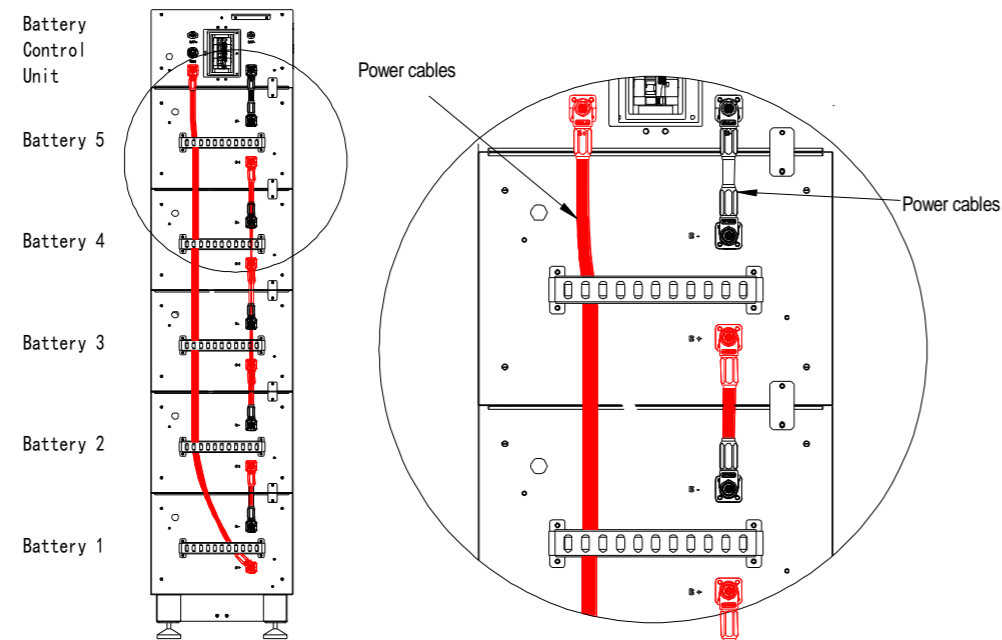 Battery
Control
Unit
Battery 5
Battery 4
Battery 3
Battery 2
Battery 1
Power cables
Power cables
B -
B +
B -
B +